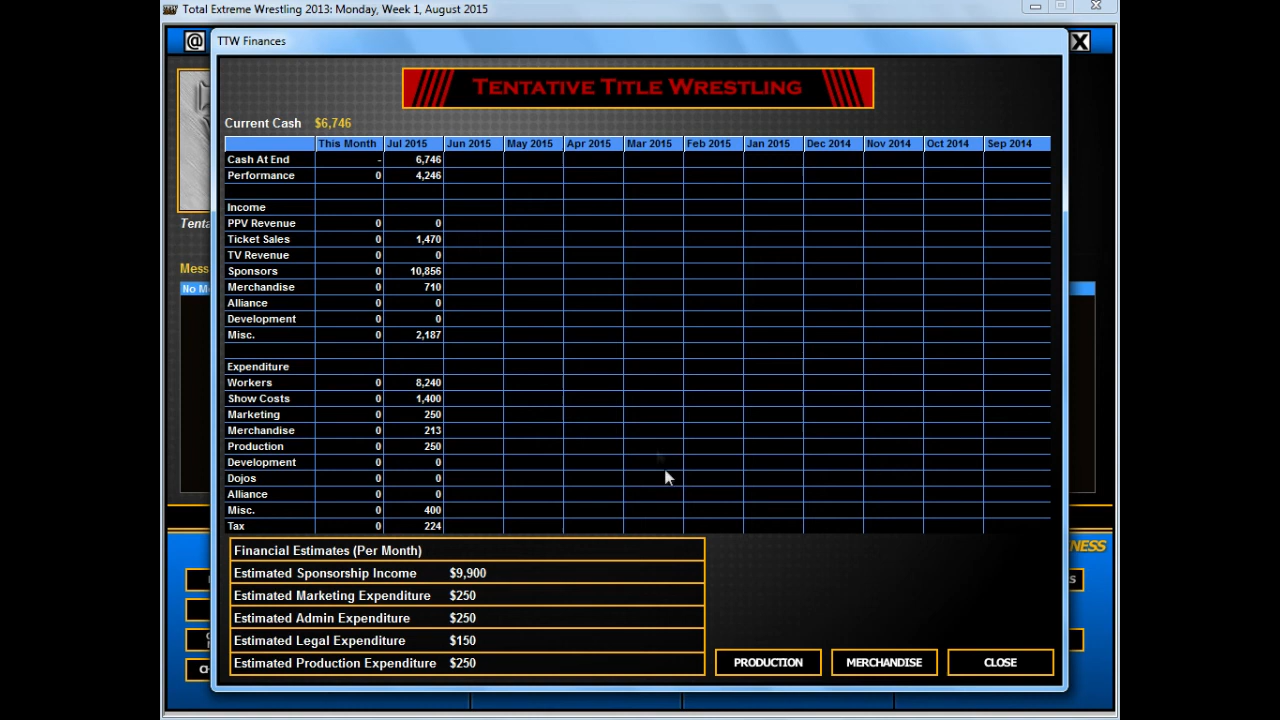 Total Extreme Wrestling 2013: Monday, Week 1, August 2015
@ TTW Finances X
TENTATIVE TITLE WRESTLING
Current Cash $6,746
This Month Jul 2015 Jun 2015 May 2015 Apr 2015 Mar 2015 Feb 2015 Jan 2015 Dec 2014 Nov 2014 Oct 2014 Sep 2014
Cash At End - 6,746
Performance 0 4,246
Income
PPV Revenue 0 0
Tenta
Ticket Sales 0 1,470
TV Revenue 0 0
Mess
Sponsors 0 10,856
No M
Merchandise 0 710
Alliance 0 0
Development 0 0
Misc. 0 2,187
Expenditure
Workers 0 8,240
Show Costs 0 1,400
Marketing 0 250
Merchandise 0 213
Production 0 250
Development 0 0
Dojos 0 0
Alliance 0 0
Misc. 0 400
Tax 0 224
NESS
Financial Estimates (Per Month)
Estimated Sponsorship Income $9,900
Estimated Marketing Expenditure $250
Estimated Admin Expenditure $250
Estimated Legal Expenditure $150
Estimated Production Expenditure $250
PRODUCTION MERCHANDISE CLOSE